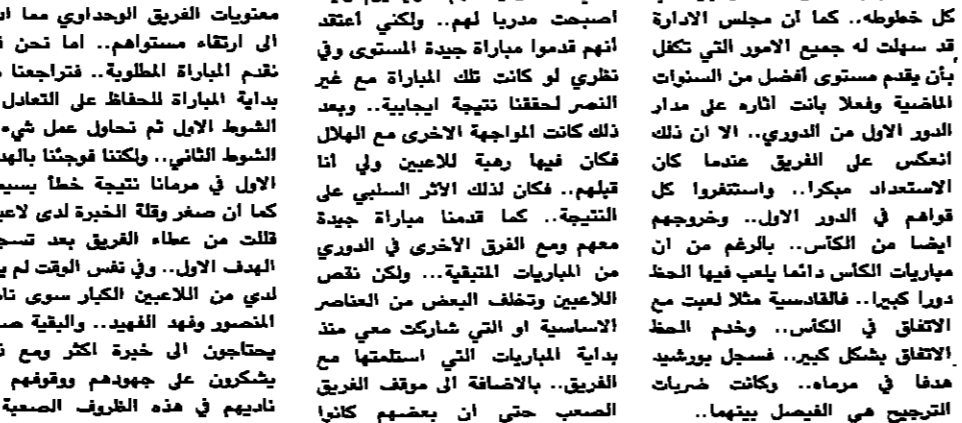 كل خطوطه.. كما أن مجلس الادارة
قد سهلت له جميع الامور التي تكفل
بأن يقدم مستوى أفضل من السنوات
الماضية وفعلا بانت اثاره على مدار
الدور الاول من الدوري.. الا ان ذلك
انعكس على الفريق عندما كان
الاستعداد مبكرا.. واستنفروا كل
قواهم في الدور الاول.. وخروجهم
ايضا من الكأس.. بالرغم من ان
مباريات الكأس دائما يلعب فيها الحظ
دورا كبيرا.. فالقادسية مثلا لعبت مع
الاتفاق في الكأس.. وخدم الحظ
الاتفاق بشكل كبير.. فسجل بورشيد
هدفا في مرماه.. وكانت ضربات
الترجيح هي الفيصل بينهما..
اصبحت مدربا لهم.. ولكني أعتقد
أنهم قدموا مباراة جيدة المستوى وفي
نظري لو كانت تلك المباراة مع غير
النصر لحققنا نتيجة ايجابية.. وبعد
ذلك كانت المواجهة الاخرى مع الهلال
فكان فيها رهبة للاعبين ولي انا
قبلهم.. فكان لذلك الأثر السلبي على
النتيجة.. كما قدمنا مباراة جيدة
معهم ومع الفرق الأخرى في الدوري
من المباريات المتبقية... ولكن نقص
اللاعبين وتخلف البعض من العناصر
الاساسية او التي شاركت معي منذ
بداية المباريات التي استلمتها مع
الفريق.. بالاضافة الى موقف الفريق
الصعب حتى ان بعضهم كانوا
معنويات الفريق الوحداوي مما
الى ارتقاء مستواهم.. اما نحن
نقدم المباراة المطلوبة.. فتراجعنا
بداية المباراة للحفاظ على التعادل
الشوط الاول ثم نحاول عمل شيء
الشوط الثاني.. ولكننا فوجئنا
الاول في مرمانا نتيجة خطأ
كما ان صغر وقلة الخبرة لدى
قللت من عطاء الفريق بعد
الهدف الاول.. وفي نفس الوقت لم
لدي من اللاعبين الكبار سوى
المنصور وفهد الفهيد.. والبقية
يحتاجون الى خبرة اكثر ومع
يشكرون على جهودهم ووقوفهم
ناديهم في هذه الظروف الصعبة